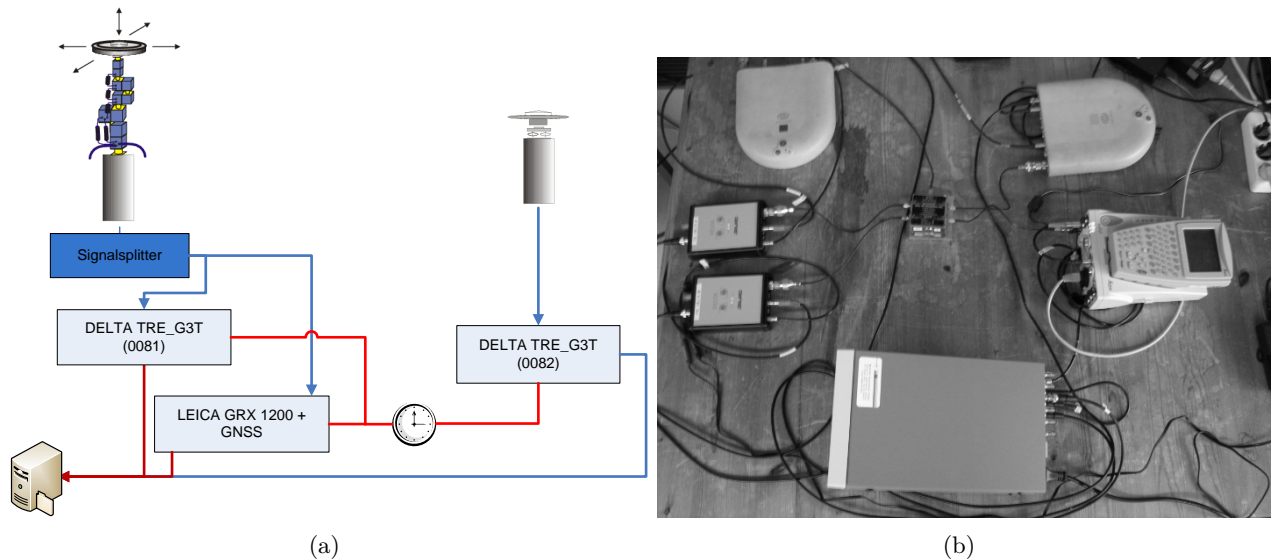 Signalsplitter
DELTA TRE_G3T
(0081)
DELTA TRE_G3T
(0082)
LEICA GRX 1200 +
GNSS
(a)
(b)